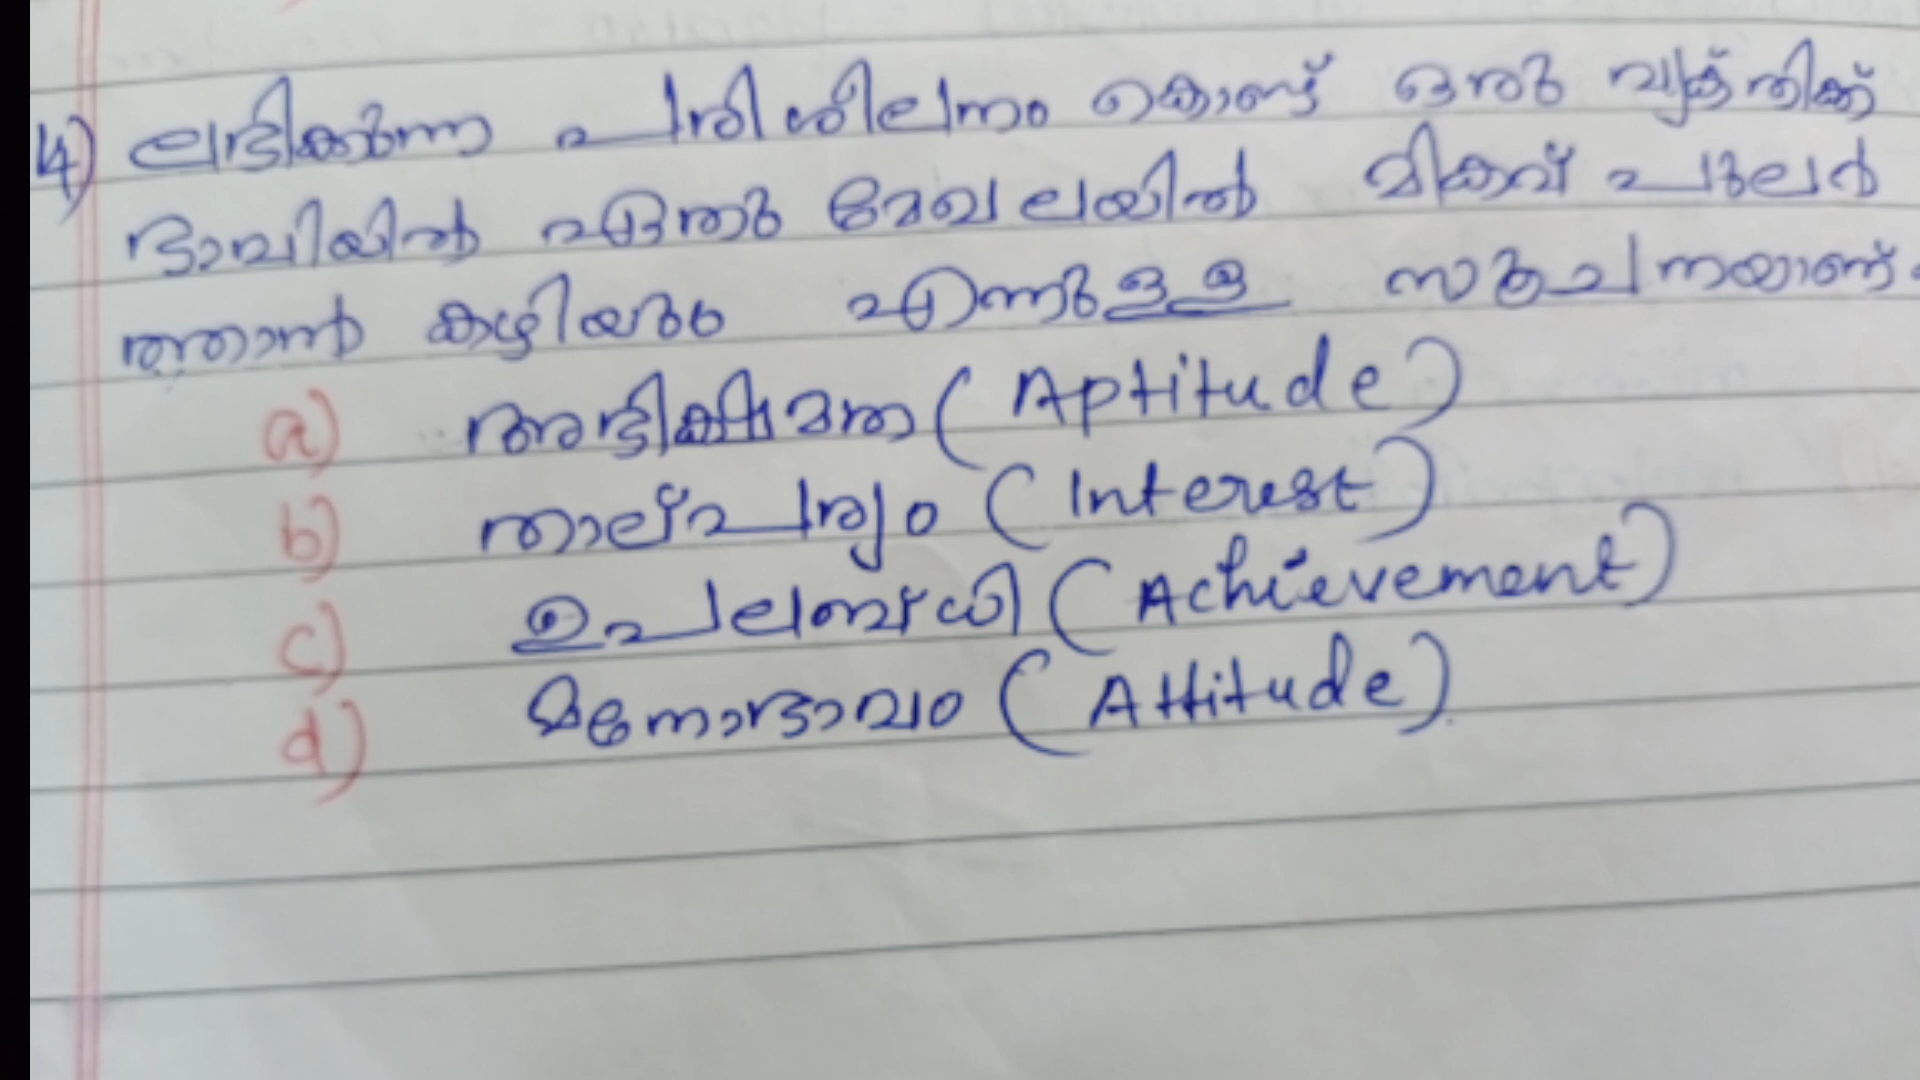 4) ലഭിക്കുന്ന പരിശീലനം കൊണ്ട് ഒരു വ്യക്തിക്ക്
ഭാവിയിൽ ഏതു മേഖലയിൽ മികവ് പുലർ
ത്താൻ കഴിയും എന്നുള്ള സൂചനയാണ്
a) അഭിക്ഷമത (Aptitude)
b) താല്പര്യം (Interest)
c) ഉപലബ്ധി (Achievement)
d) മനോഭാവം (Attitude)